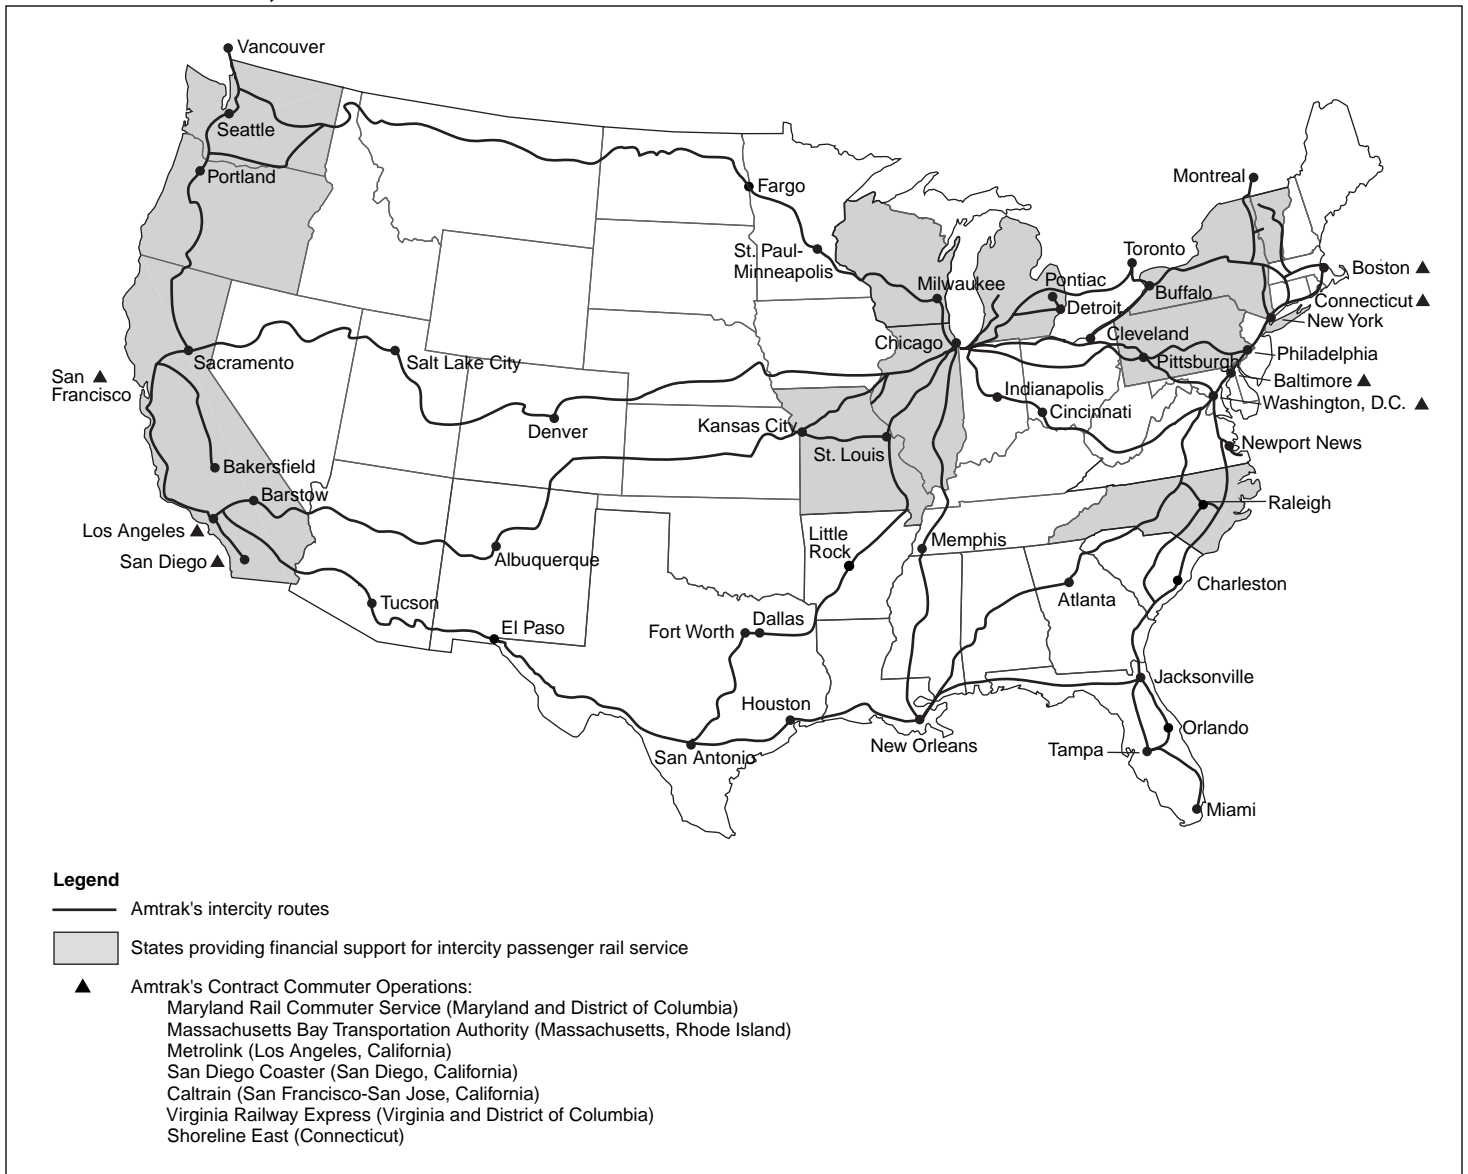 Vancouver
Seattle
Portland
Fargo
St. Paul-
Minneapolis
Milwaukee
Pontiac
Detroit
Toronto
Montreal
Buffalo
Boston ▲
Connecticut ▲
New York
Cleveland
Chicago
Pittsburgh
Philadelphia
Baltimore ▲
Washington, D.C. ▲
Sacramento
Salt Lake City
San ▲
Francisco
Denver
Kansas City
St. Louis
Indianapolis
Cincinnati
Newport News
Bakersfield
Barstow
Los Angeles ▲
San Diego ▲
Albuquerque
Little
Rock
Memphis
Raleigh
Charleston
Atlanta
Tucson
El Paso
Fort Worth
Dallas
Houston
San Antonio
New Orleans
Jacksonville
Orlando
Tampa
Miami
Legend
Amtrak's intercity routes
States providing financial support for intercity passenger rail service
▲ Amtrak's Contract Commuter Operations:
Maryland Rail Commuter Service (Maryland and District of Columbia)
Massachusetts Bay Transportation Authority (Massachusetts, Rhode Island)
Metrolink (Los Angeles, California)
San Diego Coaster (San Diego, California)
Caltrain (San Francisco-San Jose, California)
Virginia Railway Express (Virginia and District of Columbia)
Shoreline East (Connecticut)